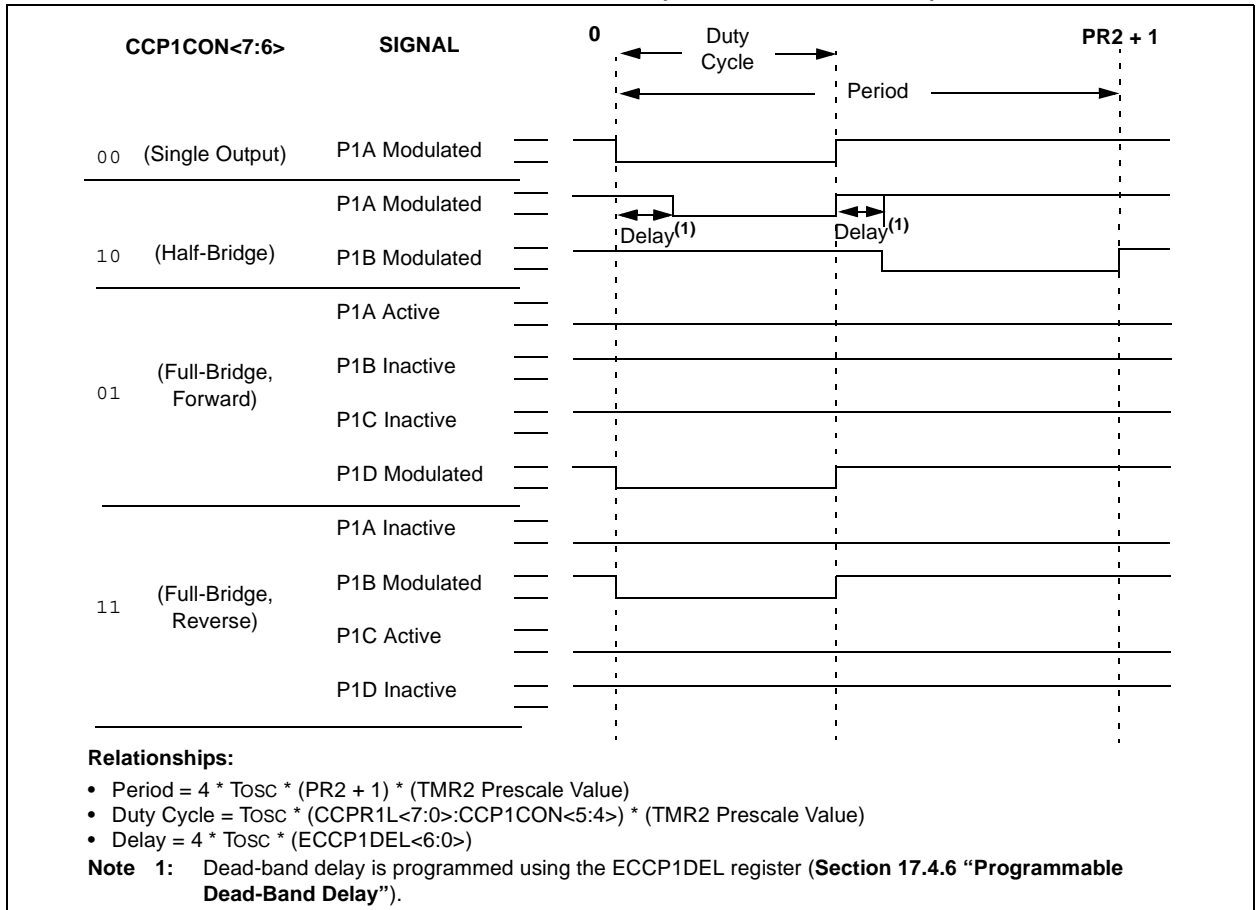 CCP1CON<7:6> SIGNAL 0 Duty Cycle PR2 + 1
Period
00 (Single Output) P1A Modulated
P1A Modulated
Delay(1) Delay(1)
10 (Half-Bridge) P1B Modulated
P1A Active
01 (Full-Bridge, Forward) P1B Inactive
P1C Inactive
P1D Modulated
P1A Inactive
11 (Full-Bridge, Reverse) P1B Modulated
P1C Active
P1D Inactive
Relationships:
• Period = 4 * TOSC * (PR2 + 1) * (TMR2 Prescale Value)
• Duty Cycle = TOSC * (CCPR1L<7:0>:CCP1CON<5:4>) * (TMR2 Prescale Value)
• Delay = 4 * TOSC * (ECCP1DEL<6:0>)
Note 1: Dead-band delay is programmed using the ECCP1DEL register (Section 17.4.6 “Programmable
Dead-Band Delay”).